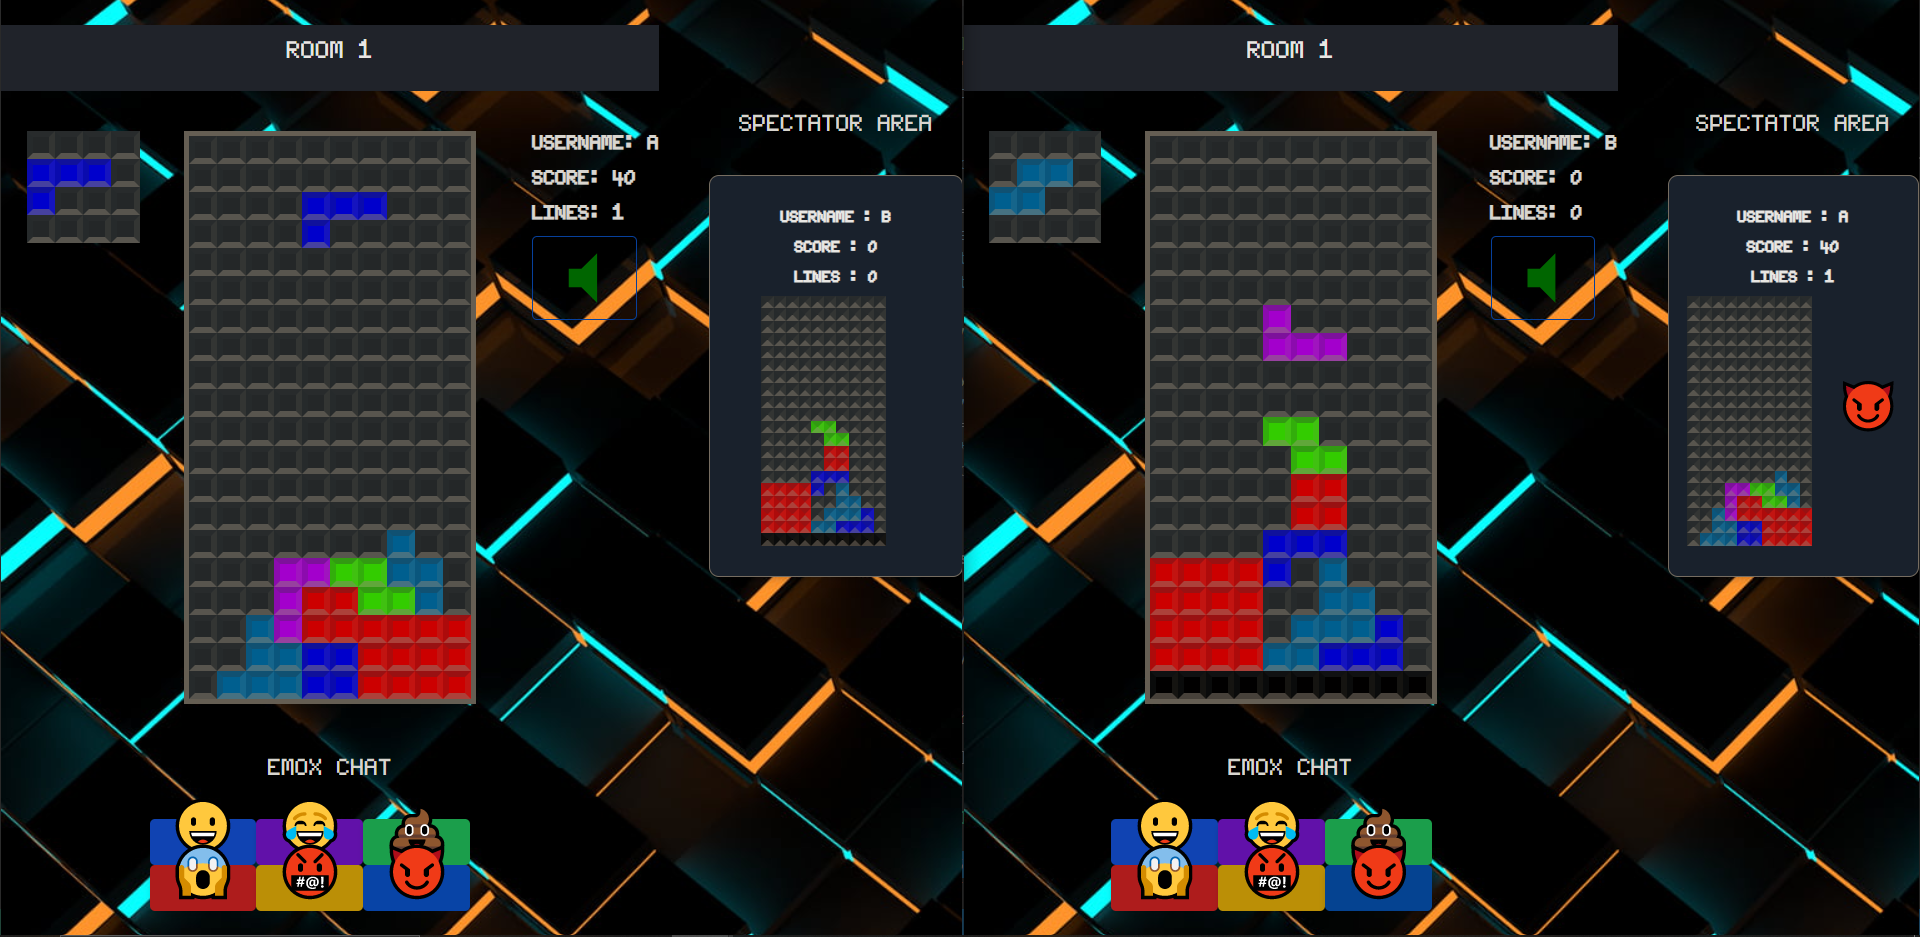 ROOM 1
USERNAME: A
SCORE: 40
LINES: 1
SPECTATOR AREA
USERNAME : B
SCORE : 0
LINES : 0
EMOX CHAT
#@!
ROOM 1
USERNAME: B
SCORE: 0
LINES: 0
SPECTATOR AREA
USERNAME : A
SCORE : 40
LINES : 1
EMOX CHAT
#@!